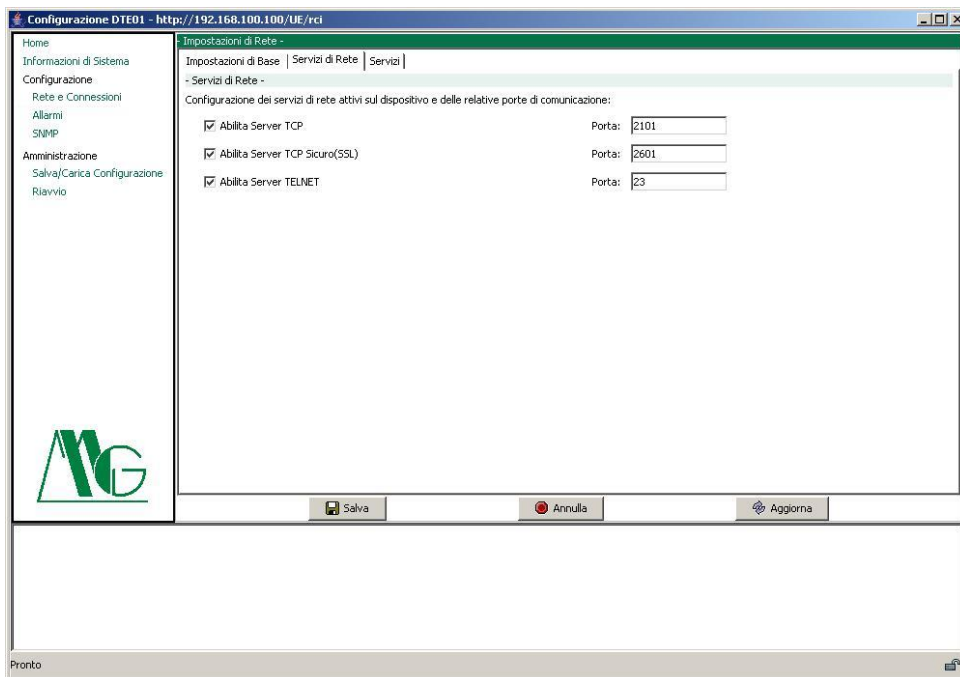 Configurazione DTE01 - http://192.168.100.100/UE/rci
Home
Informazioni di Sistema
Configurazione
Rete e Connessioni
Allarmi
SNMP
Amministrazione
Salva/Carica Configurazione
Riavvio
- Impostazioni di Rete -
Impostazioni di Base
Servizi di Rete
Servizi
- Servizi di Rete -
Configurazione dei servizi di rete attivi sul dispositivo e delle relative porte di comunicazione:
Abilita Server TCP Porta: 2101
Abilita Server TCP Sicuro(SSL) Porta: 2601
Abilita Server TELNET Porta: 23
Salva
Annulla
Aggiorna
Pronto